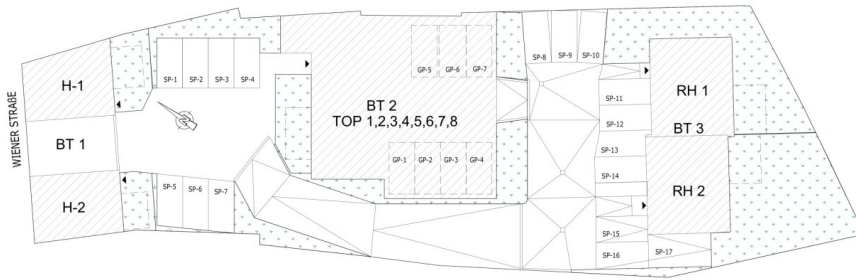 WIENER STRAßE
H-1
BT 1
H-2
SP-1
SP-2
SP-3
SP-4
SP-5
SP-6
SP-7
BT 2
TOP 1,2,3,4,5,6,7,8
GP-5
GP-6
GP-7
GP-1
GP-2
GP-3
GP-4
SP-8
SP-9
SP-10
SP-11
SP-12
SP-13
SP-14
SP-15
SP-16
SP-17
RH 1
BT 3
RH 2